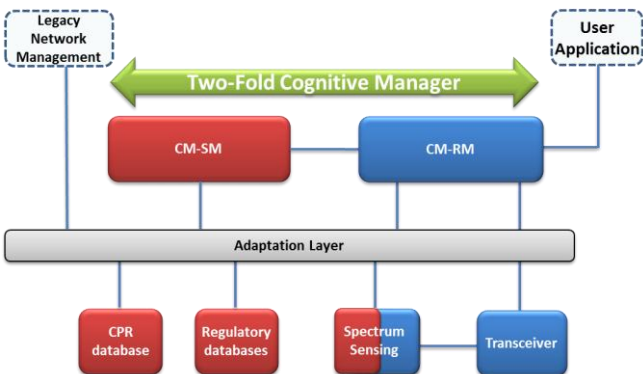 Legacy
Network
Management
User
Application
Two-Fold Cognitive Manager
CM-SM
CM-RM
Adaptation Layer
CPR
database
Regulatory
databases
Spectrum
Sensing
Transceiver